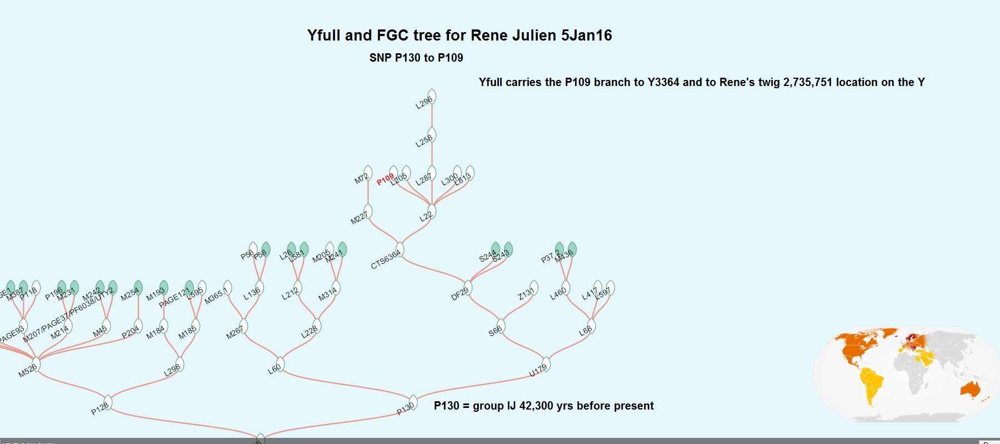 Yfull and FGC tree for Rene Julien 5Jan16
SNP P130 to P109
Yfull carries the P109 branch to Y3364 and to Rene's twig 2,735,751 location on the Y
L296
L258
M72
P109
L205
L287
L300
L813
M227
L22
P56
P58
L26
L581
M205
M241
CTS6364
S244
S243
P37.2
M436
M387
P118
P196
M231
M242
M207/PAGE37/PF6038/UTY2
M254
M193
PAGE121
L595
M365.1
L136
L212
M314
DF29
Z131
L460
L417
L597
PAGE93
M214
M45
P204
M184
M185
M267
L228
S66
L68
M526
L298
L60
U179
P128
P130
P130 = group IJ 42,300 yrs before present